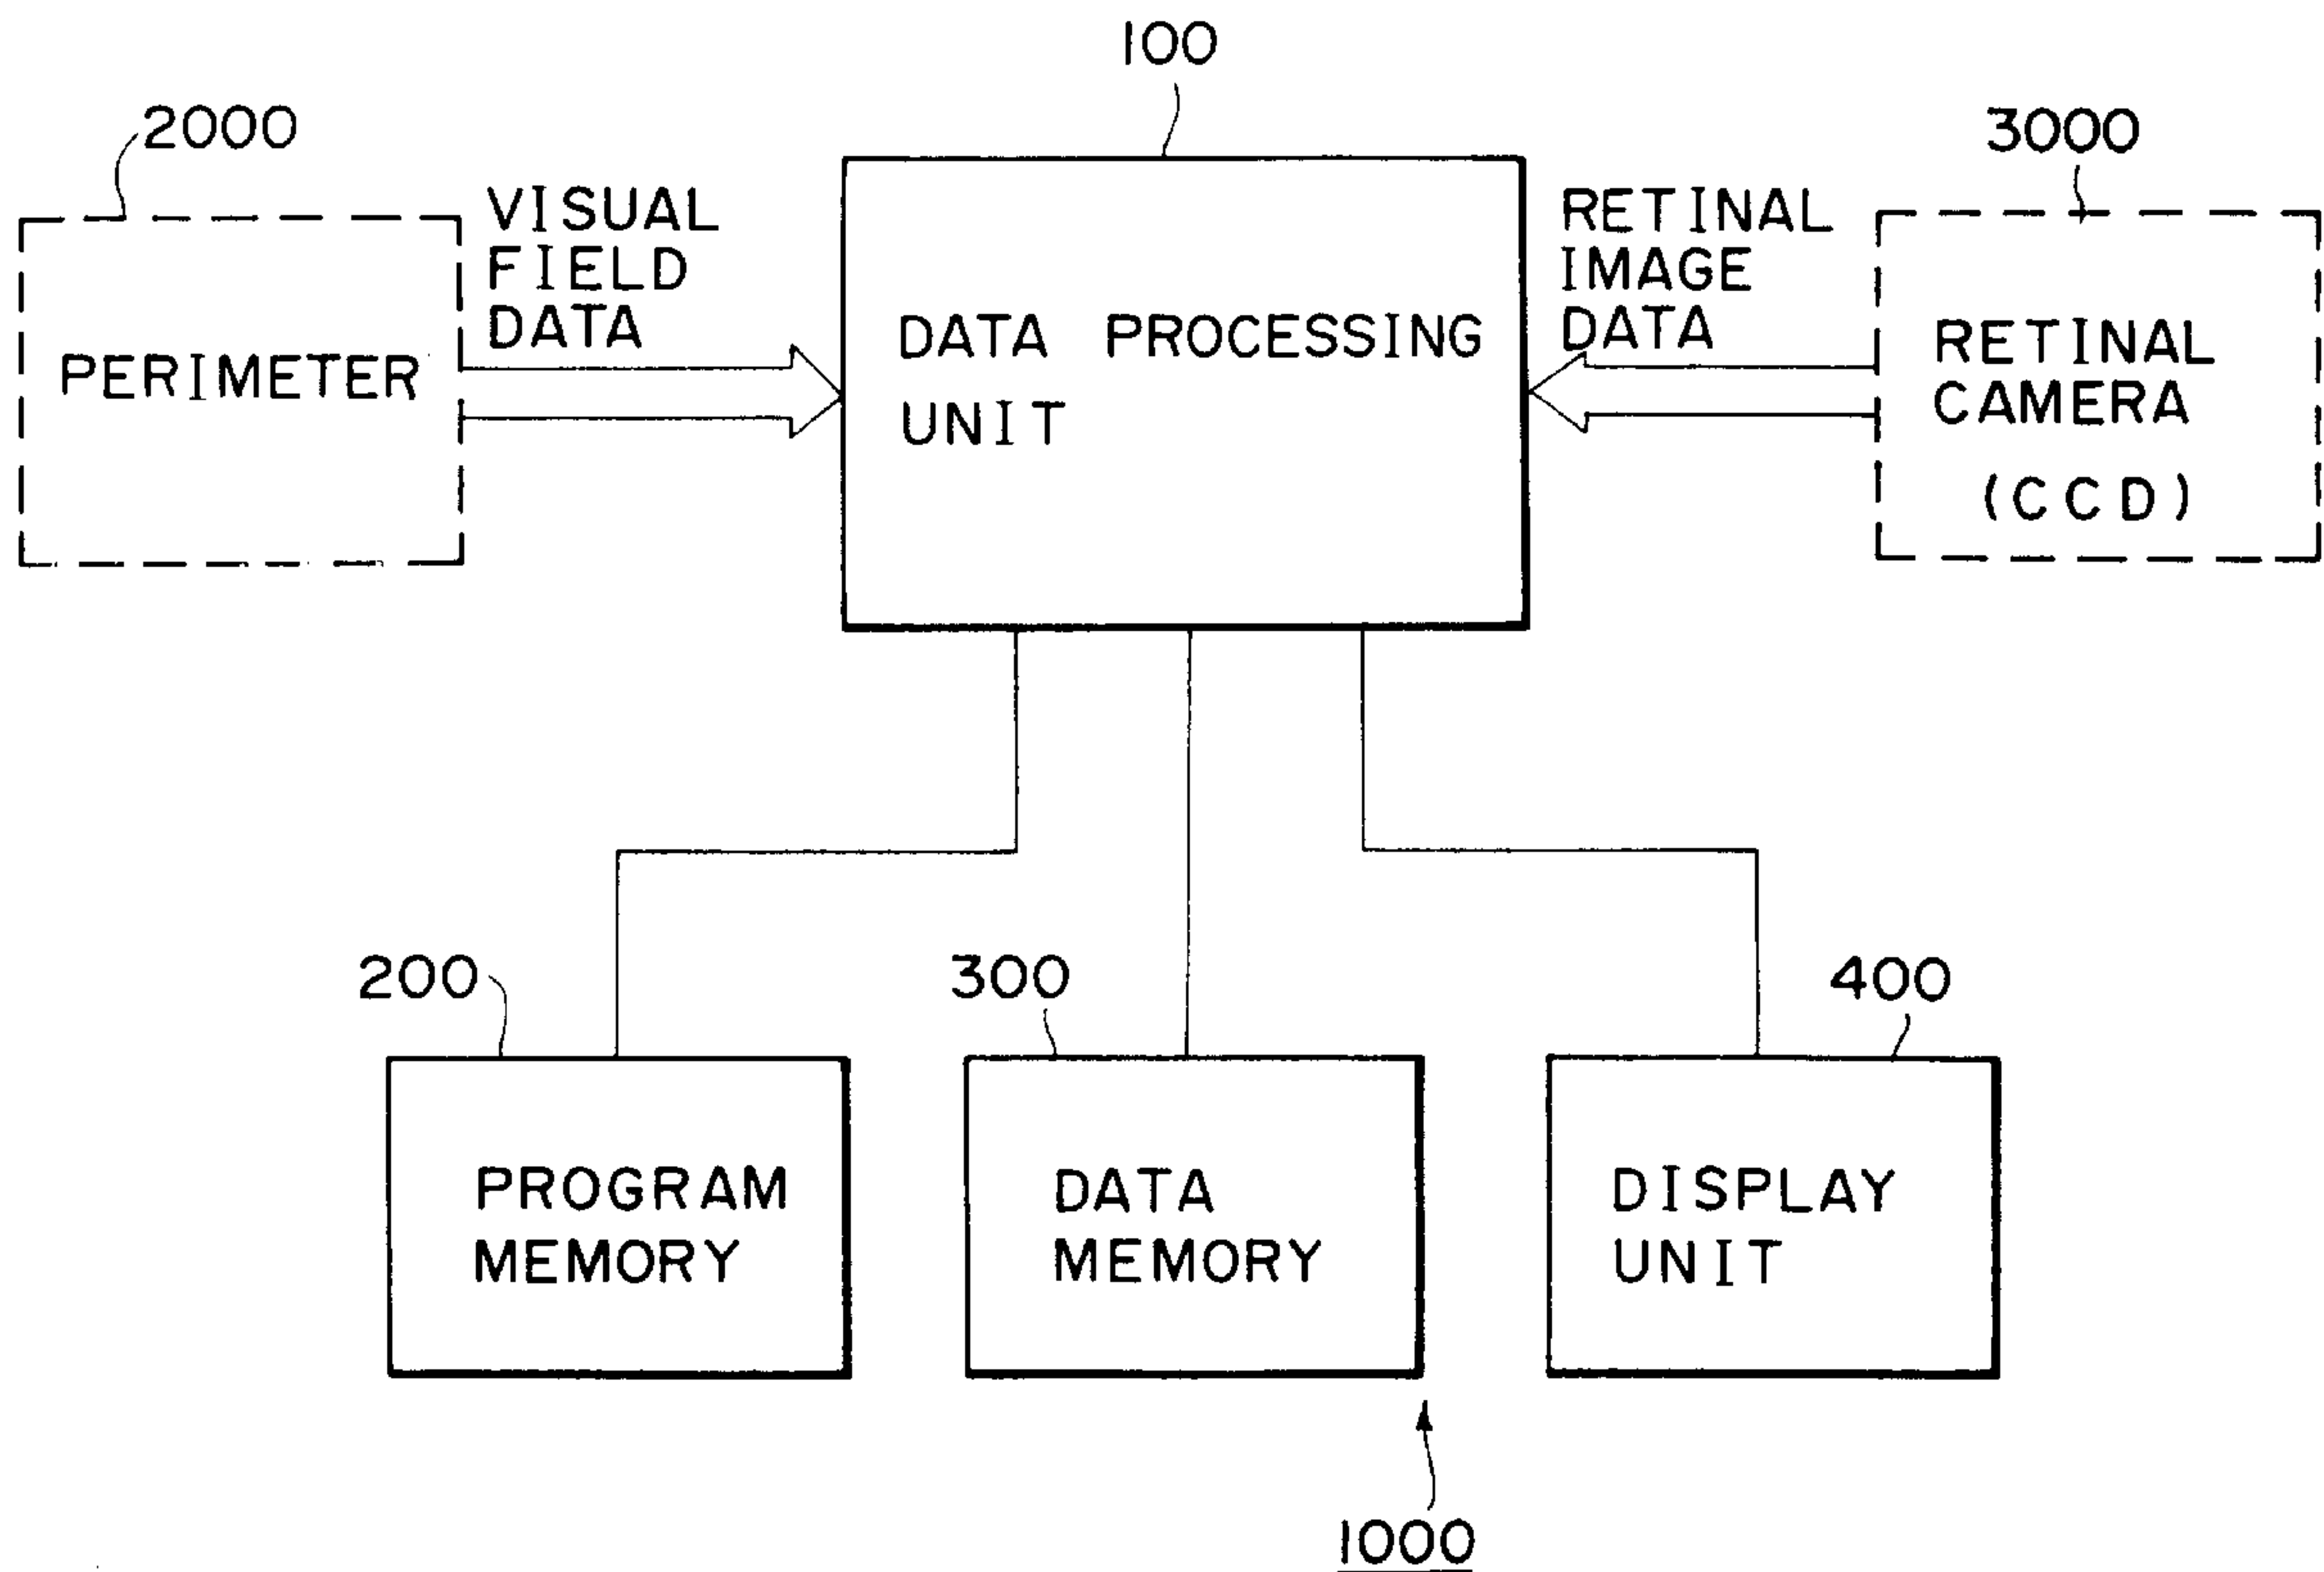 100
2000
3000
VISUAL
FIELD
DATA
PERIMETER
DATA PROCESSING
UNIT
RETINAL
IMAGE
DATA
RETINAL
CAMERA
(CCD)
200
300
400
PROGRAM
MEMORY
DATA
MEMORY
DISPLAY
UNIT
1000